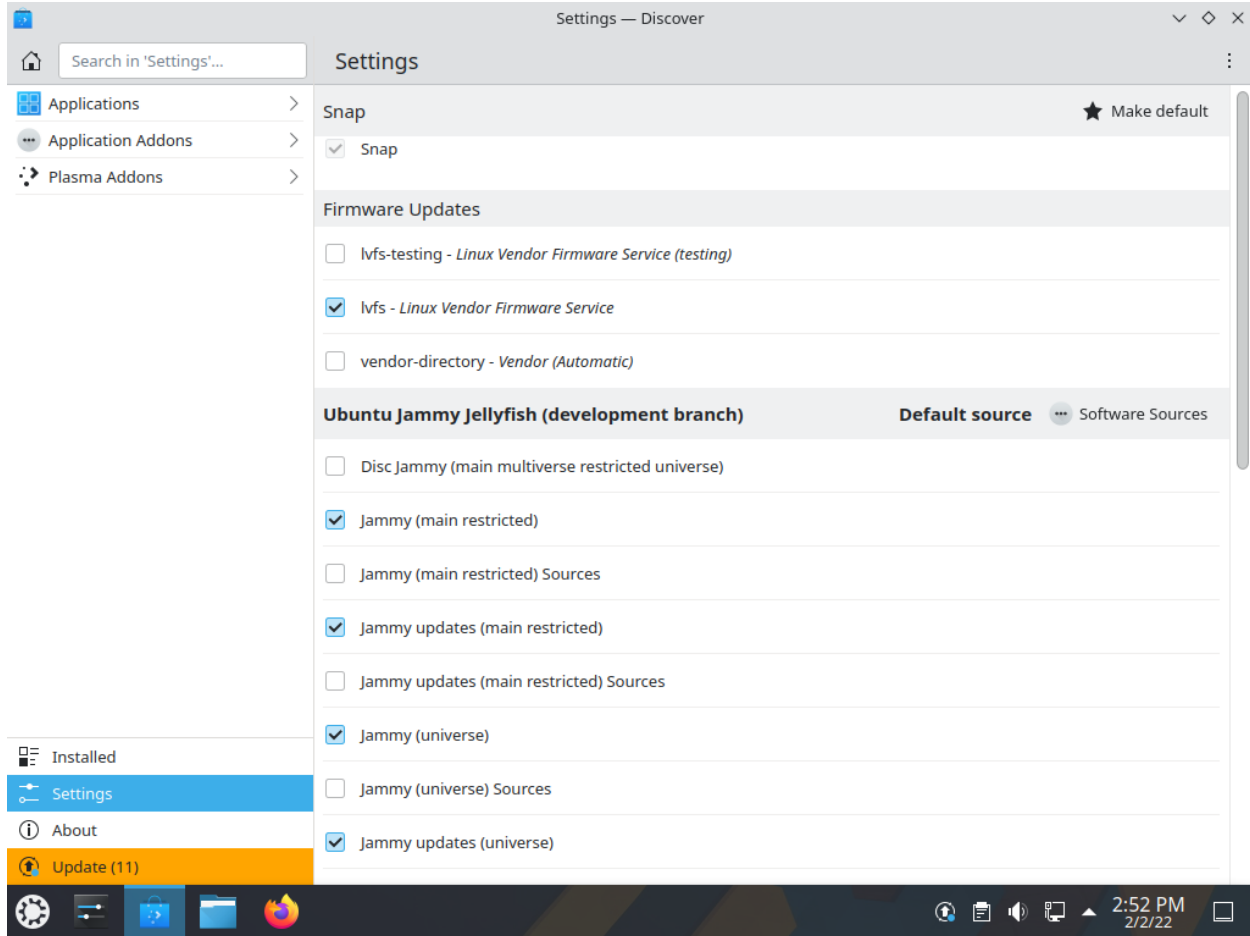 Settings — Discover
Search in 'Settings'...
Settings
Applications
Application Addons
Plasma Addons
Snap
Make default
Snap
Firmware Updates
lvfs-testing - Linux Vendor Firmware Service (testing)
lvfs - Linux Vendor Firmware Service
vendor-directory - Vendor (Automatic)
Ubuntu Jammy Jellyfish (development branch)
Default source
Software Sources
Disc Jammy (main multiverse restricted universe)
Jammy (main restricted)
Jammy (main restricted) Sources
Jammy updates (main restricted)
Jammy updates (main restricted) Sources
Jammy (universe)
Jammy (universe) Sources
Jammy updates (universe)
Installed
Settings
About
Update (11)
2:52 PM
2/2/22